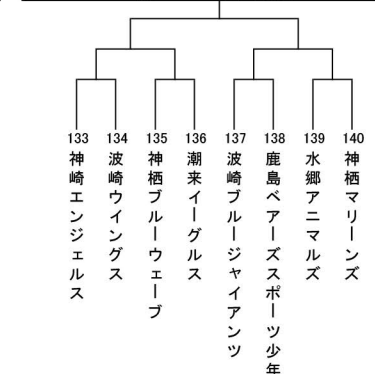 133 134 135 136 137 138 139 140
神崎エンジェルス
波崎ウイングス
神栖ブルーウェーブ
潮来イーグルス
波崎ブルージャイアンツ
鹿島ベアーズスポーツ少年
水郷アニマルズ
神栖マリーンズ